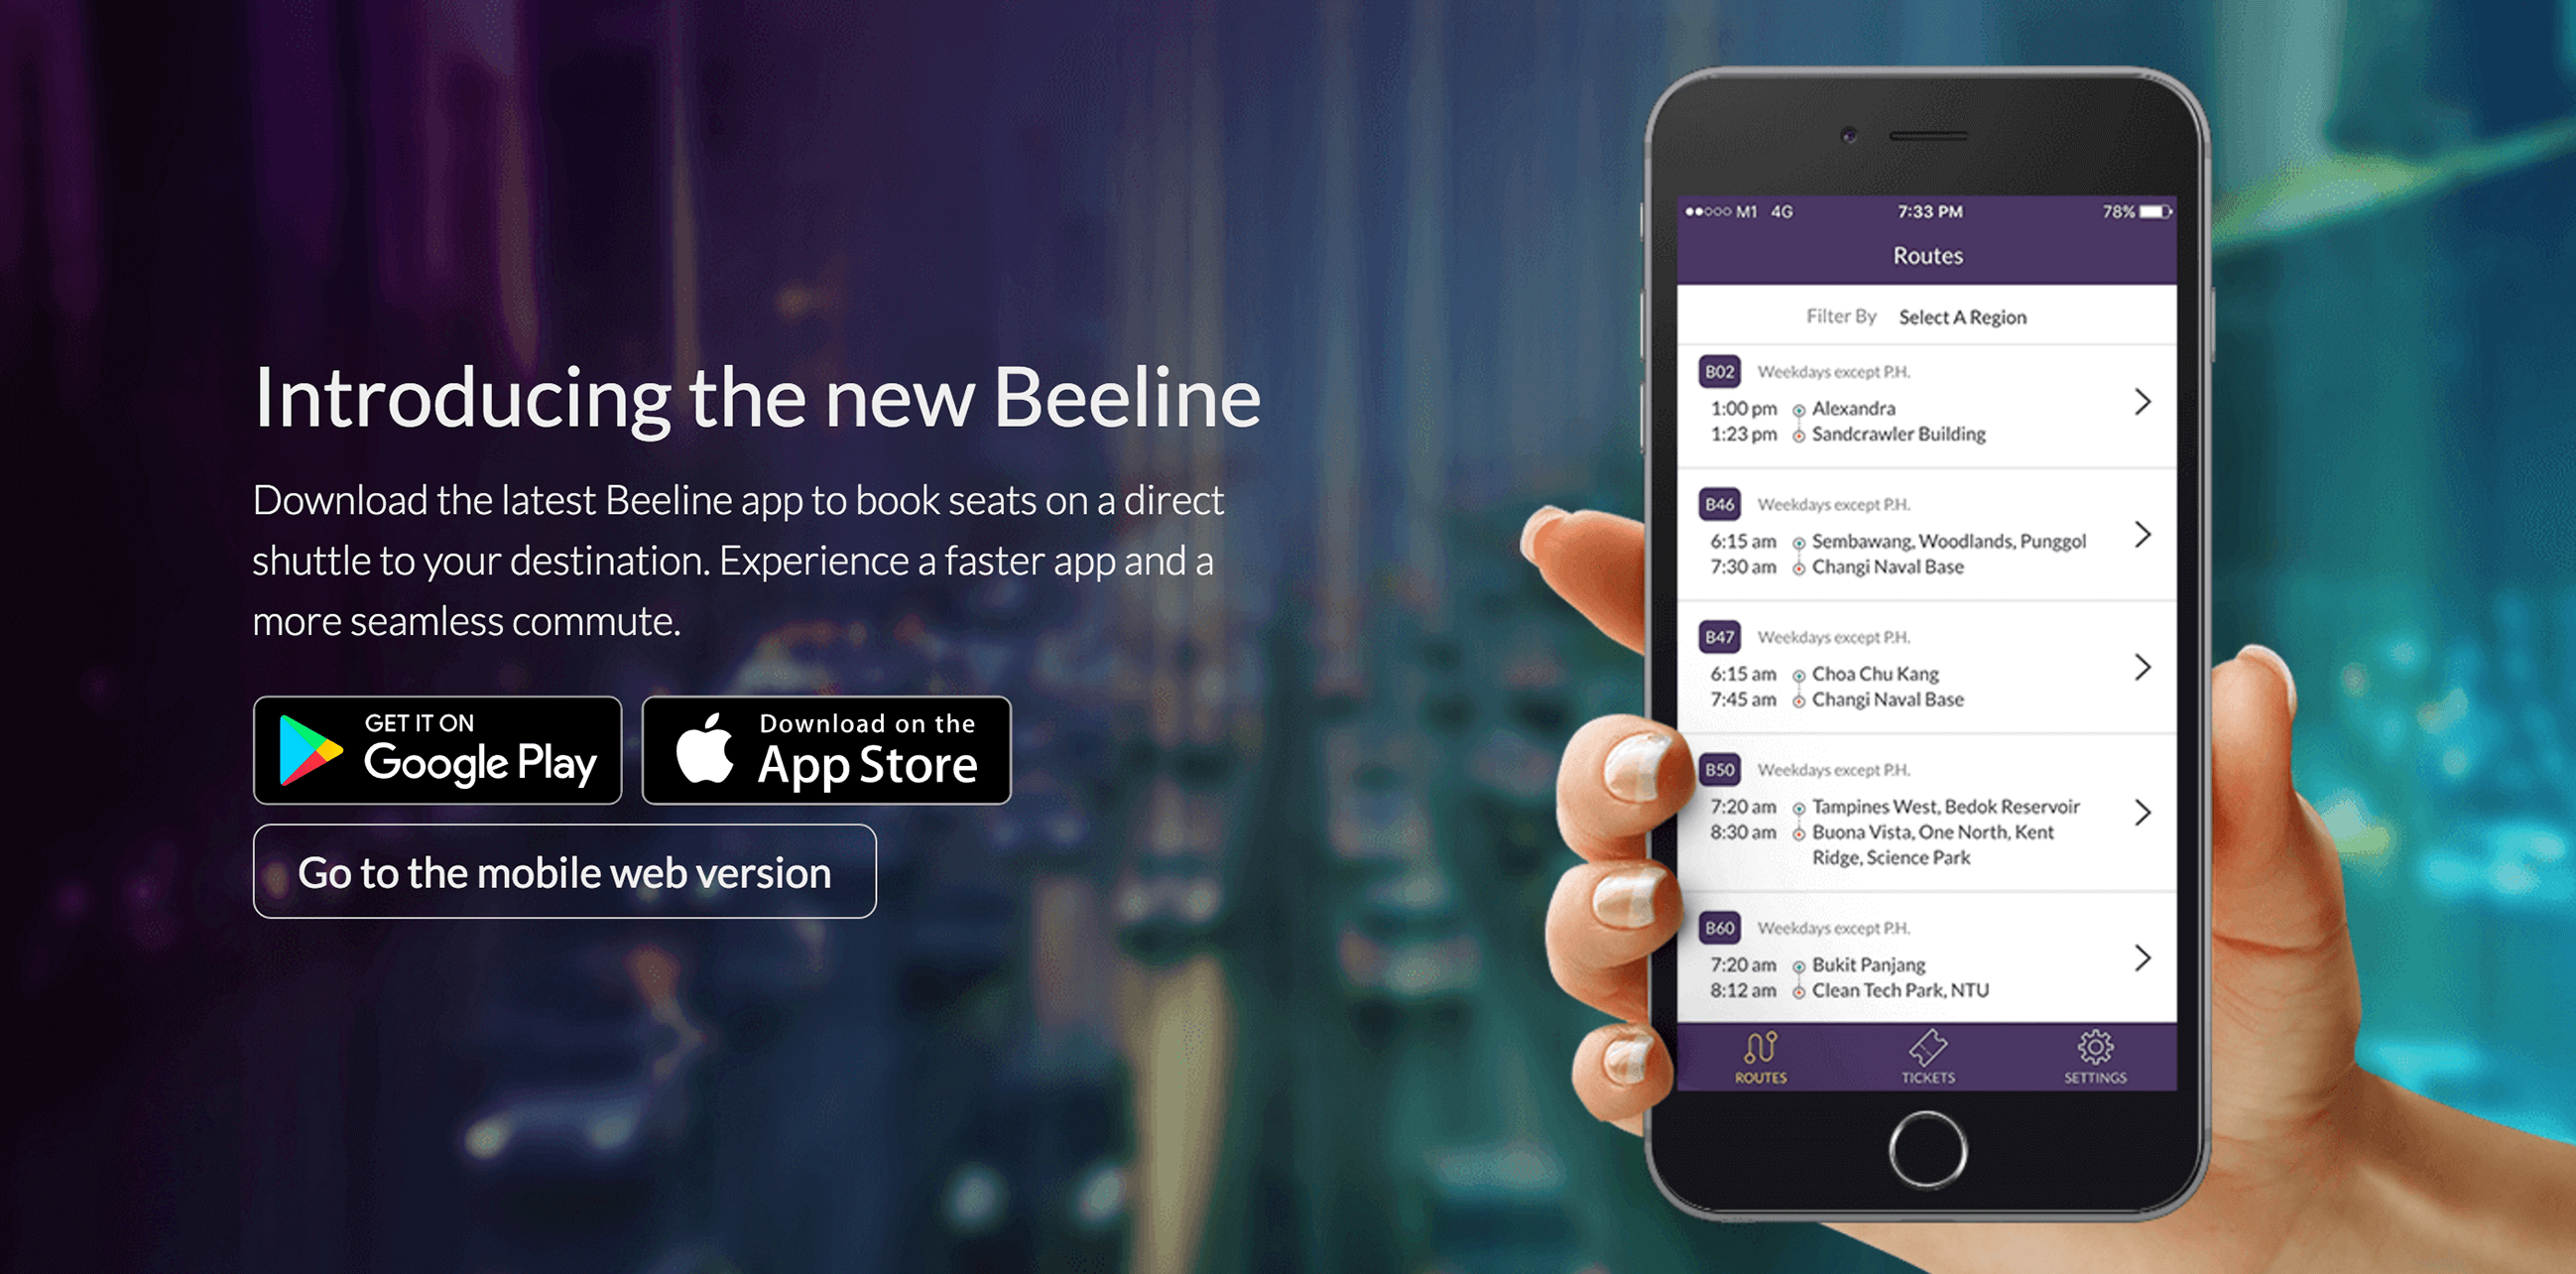 Introducing the new Beeline
Download the latest Beeline app to book seats on a direct
shuttle to your destination. Experience a faster app and a
more seamless commute.
GET IT ON
Google Play
Download on the
App Store
Go to the mobile web version
M1 4G 7:33 PM 78%
Routes
Filter By Select A Region
B02 Weekdays except P.H.
1:00 pm Alexandra
1:23 pm Sandcrawler Building
B46 Weekdays except P.H.
6:15 am Sembawang, Woodlands, Punggol
7:30 am Changi Naval Base
B47 Weekdays except P.H.
6:15 am Choa Chu Kang
7:45 am Changi Naval Base
B50 Weekdays except P.H.
7:20 am Tampines West, Bedok Reservoir
8:30 am Buona Vista, One North, Kent
Ridge, Science Park
B60 Weekdays except P.H.
7:20 am Bukit Panjang
8:12 am Clean Tech Park, NTU
ROUTES TICKETS SETTINGS